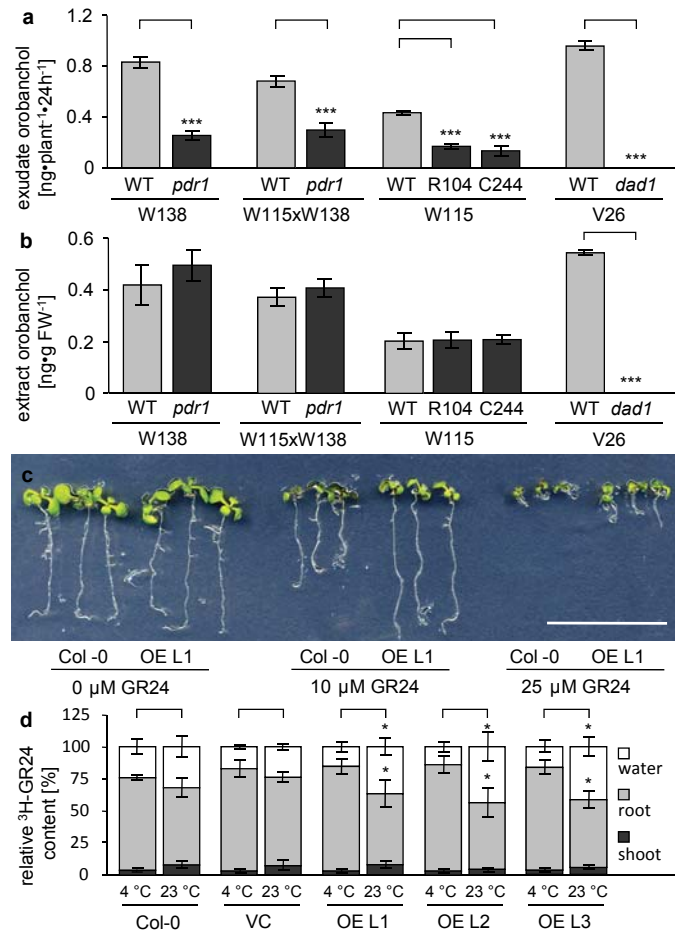 a
exudate orobanchol
[ng•plant⁻¹•24h⁻¹]
1.2
0.8
0.4
0
*** *** *** *** ***
WT pdr1 WT pdr1 WT R104 C244 WT dad1
W138 W115xW138 W115 V26
b
extract orobanchol
[ng•g FW⁻¹]
0.6
0.4
0.2
0
***
WT pdr1 WT pdr1 WT R104 C244 WT dad1
W138 W115xW138 W115 V26
c
Col -0 OE L1 Col -0 OE L1 Col -0 OE L1
0 µM GR24 10 µM GR24 25 µM GR24
d
relative ³H-GR24
content [%]
125
100
75
50
25
0
* * *
* * *
water
root
shoot
4 °C 23 °C 4 °C 23 °C 4 °C 23 °C 4 °C 23 °C 4 °C 23 °C
Col-0 VC OE L1 OE L2 OE L3